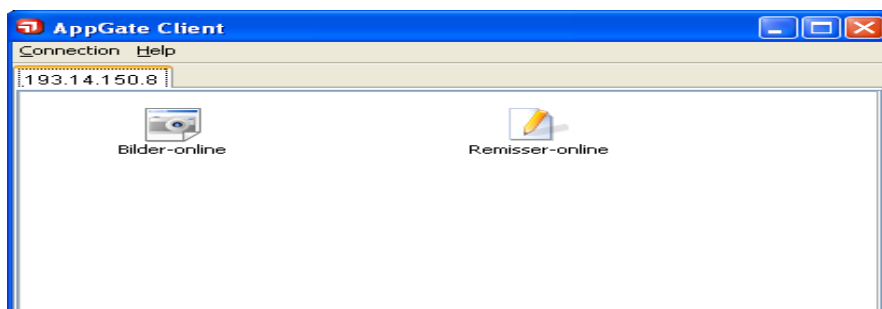 AppGate Client
Connection Help
193.14.150.8
Bilder-online Remisser-online